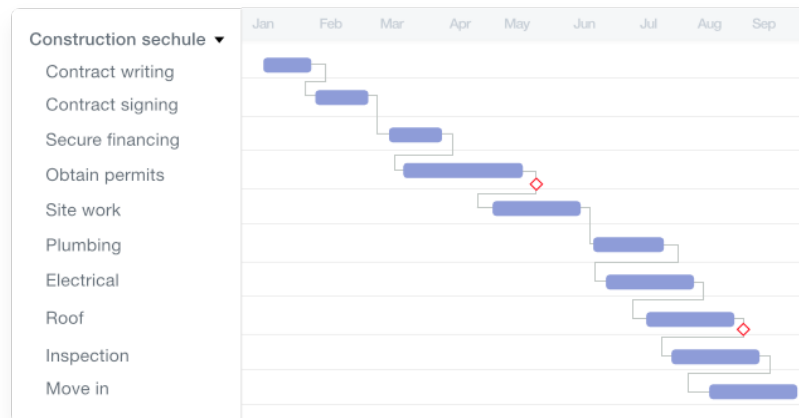 Jan Feb Mar Apr May Jun Jul Aug Sep
Construction sechule
Contract writing
Contract signing
Secure financing
Obtain permits
Site work
Plumbing
Electrical
Roof
Inspection
Move in